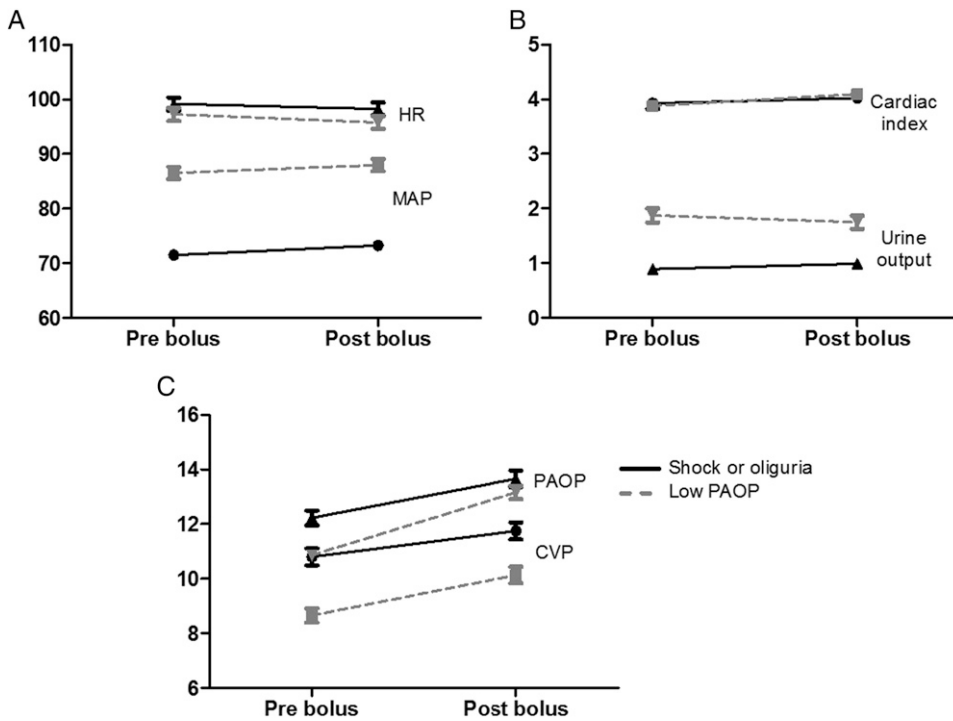 A
110
100
90
80
70
60
HR
MAP
Pre bolus
Post bolus
B
5
4
3
2
1
0
Cardiac
index
Urine
output
Pre bolus
Post bolus
C
16
14
12
10
8
6
PAOP
CVP
Pre bolus
Post bolus
Shock or oliguria
Low PAOP